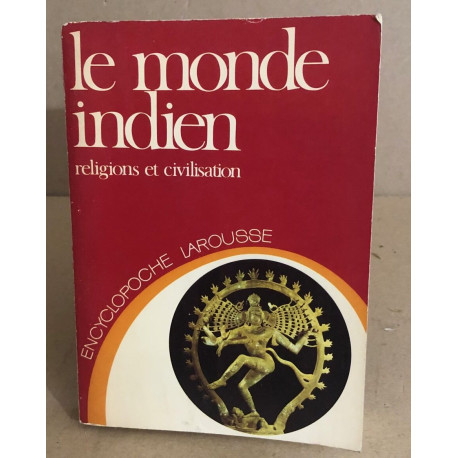 le monde
indien
religions et civilisation
ENCYCLOPOCHE LAROUSSE